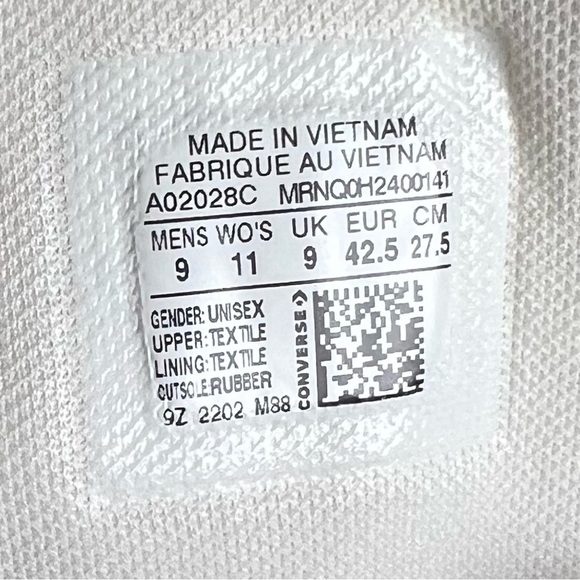 MADE IN VIETNAM
FABRIQUE AU VIETNAM
A02028C MRNQ0H2400141
MENS WO'S UK EUR CM
9 11 9 42.5 27.5
GENDER: UNISEX
UPPER:TEXTILE
LINING:TEXTILE
OUTSOLE:RUBBER
9Z 2202 M88
CONVERSE